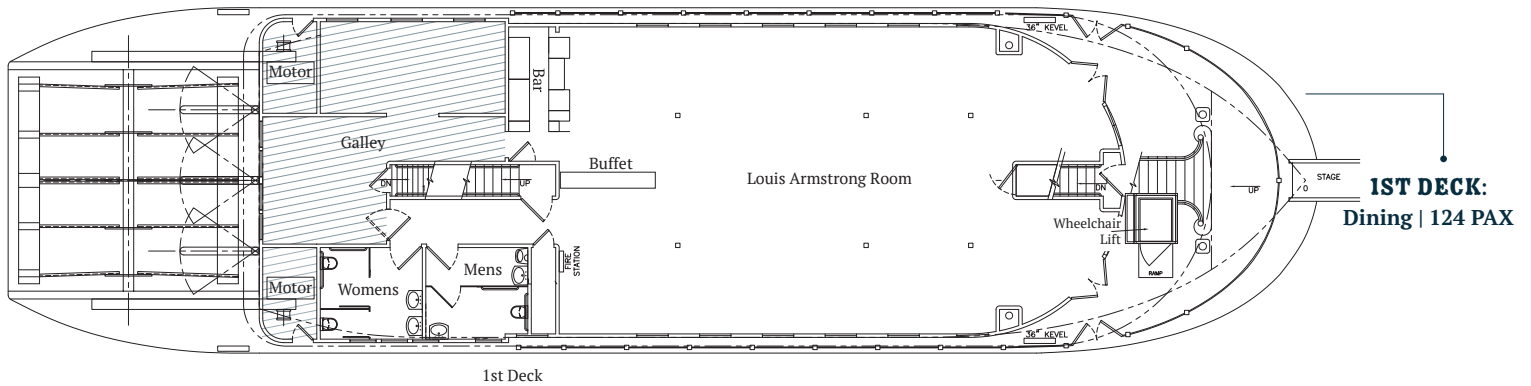 36" KEVEL
Motor
Bar
Galley
Buffet
DN
UP
Louis Armstrong Room
DN
UP
STAGE
1ST DECK:
Dining | 124 PAX
Wheelchair
Lift
RAMP
FIRE
STATION
Mens
Womens
Motor
36" KEVEL
1st Deck